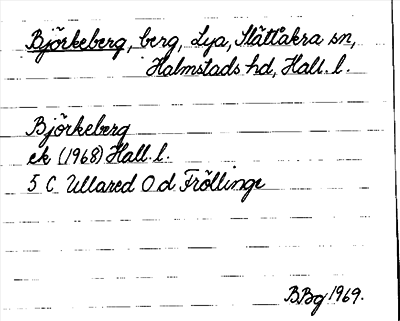 Björkeberg, berg, Lya, Slättåkra sn,
Halmstads hd, Hall. l.
Björkeberg
ek (1968) Hall. l.
5 C Ullared O d Fröllinge
BBg 1969.